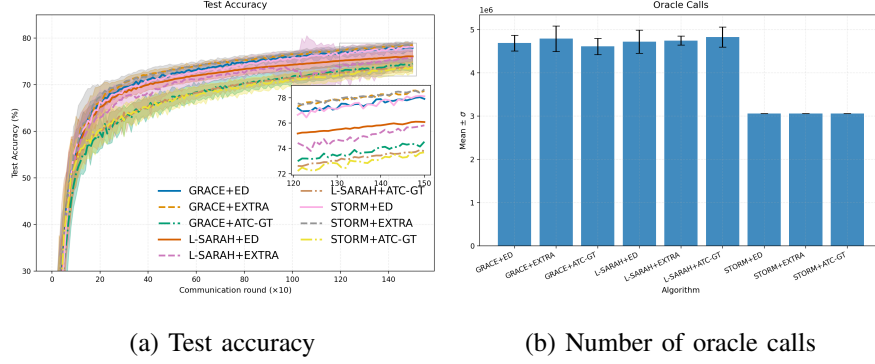 Test Accuracy
80
70
60
50
40
30
Test Accuracy (%)
0
20
40
60
80
100
120
140
Communication round (×10)
78
76
74
72
120
130
140
150
GRACE+ED
GRACE+EXTRA
GRACE+ATC-GT
L-SARAH+ED
L-SARAH+EXTRA
L-SARAH+ATC-GT
STORM+ED
STORM+EXTRA
STORM+ATC-GT
(a) Test accuracy
Oracle Calls
1e6
5
4
3
2
1
0
Mean ± σ
GRACE+ED
GRACE+EXTRA
GRACE+ATC-GT
L-SARAH+ED
L-SARAH+EXTRA
L-SARAH+ATC-GT
STORM+ED
STORM+EXTRA
STORM+ATC-GT
Algorithm
(b) Number of oracle calls